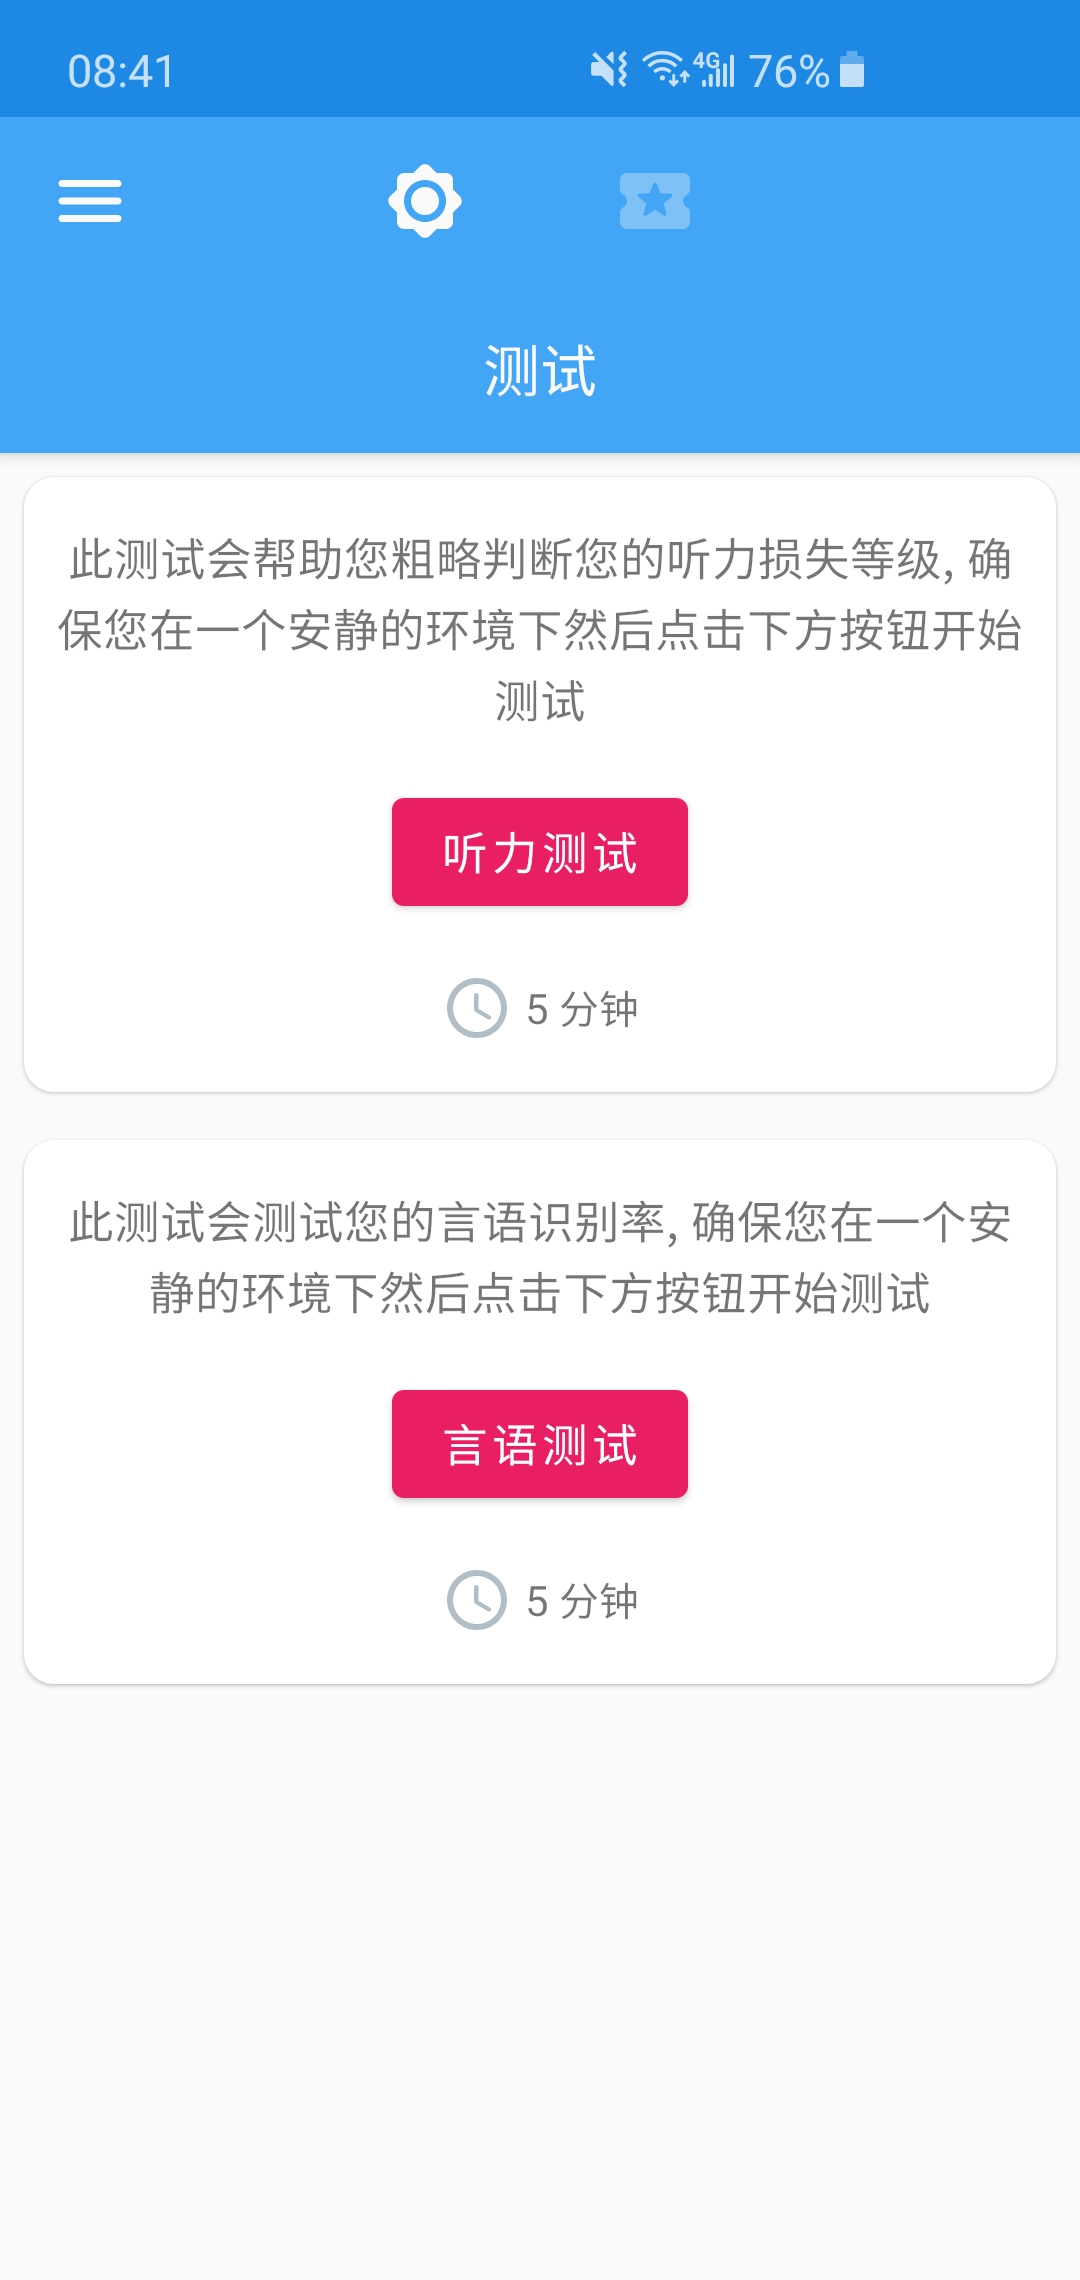 08:41
4G 76%
测试
此测试会帮助您粗略判断您的听力损失等级, 确
保您在一个安静的环境下然后点击下方按钮开始
测试
听力测试
5 分钟
此测试会测试您的言语识别率, 确保您在一个安
静的环境下然后点击下方按钮开始测试
言语测试
5 分钟